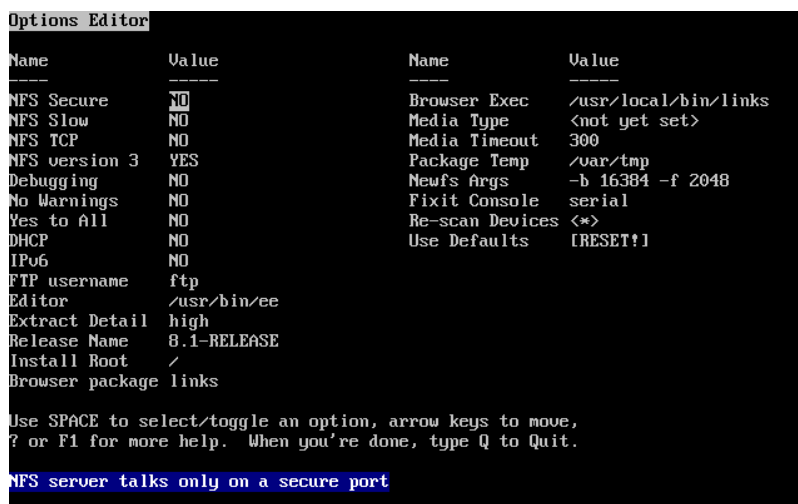 Options Editor
Name Value Name Value
---- ----- ---- -----
NFS Secure NO Browser Exec /usr/local/bin/links
NFS Slow NO Media Type <not yet set>
NFS TCP NO Media Timeout 300
NFS version 3 YES Package Temp /var/tmp
Debugging NO Newfs Args -b 16384 -f 2048
No Warnings NO Fixit Console serial
Yes to All NO Re-scan Devices <*>
DHCP NO Use Defaults [RESET!]
IPv6 NO
FTP username ftp
Editor /usr/bin/ee
Extract Detail high
Release Name 8.1-RELEASE
Install Root /
Browser package links
Use SPACE to select/toggle an option, arrow keys to move,
? or F1 for more help. When you're done, type Q to Quit.
NFS server talks only on a secure port